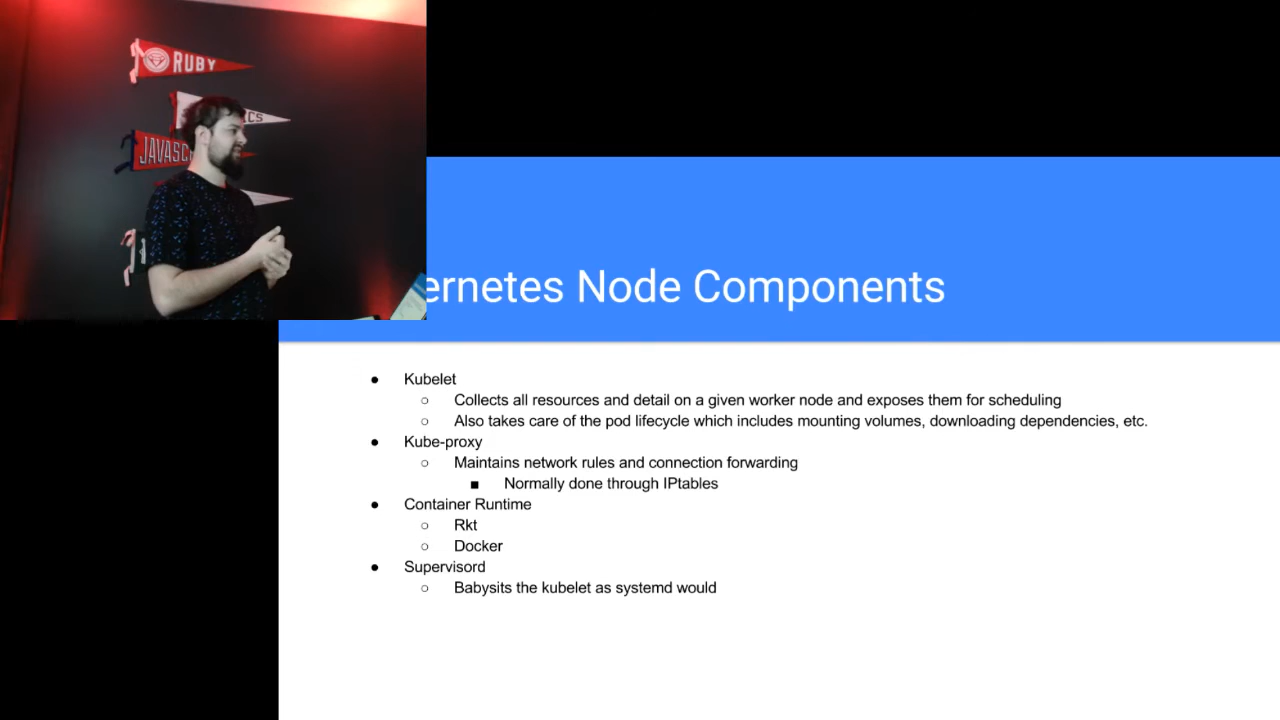 RUBY
CS
JAVASC
ernetes Node Components
● Kubelet
○ Collects all resources and detail on a given worker node and exposes them for scheduling
○ Also takes care of the pod lifecycle which includes mounting volumes, downloading dependencies, etc.
● Kube-proxy
○ Maintains network rules and connection forwarding
■ Normally done through IPtables
● Container Runtime
○ Rkt
○ Docker
● Supervisord
○ Babysits the kubelet as systemd would